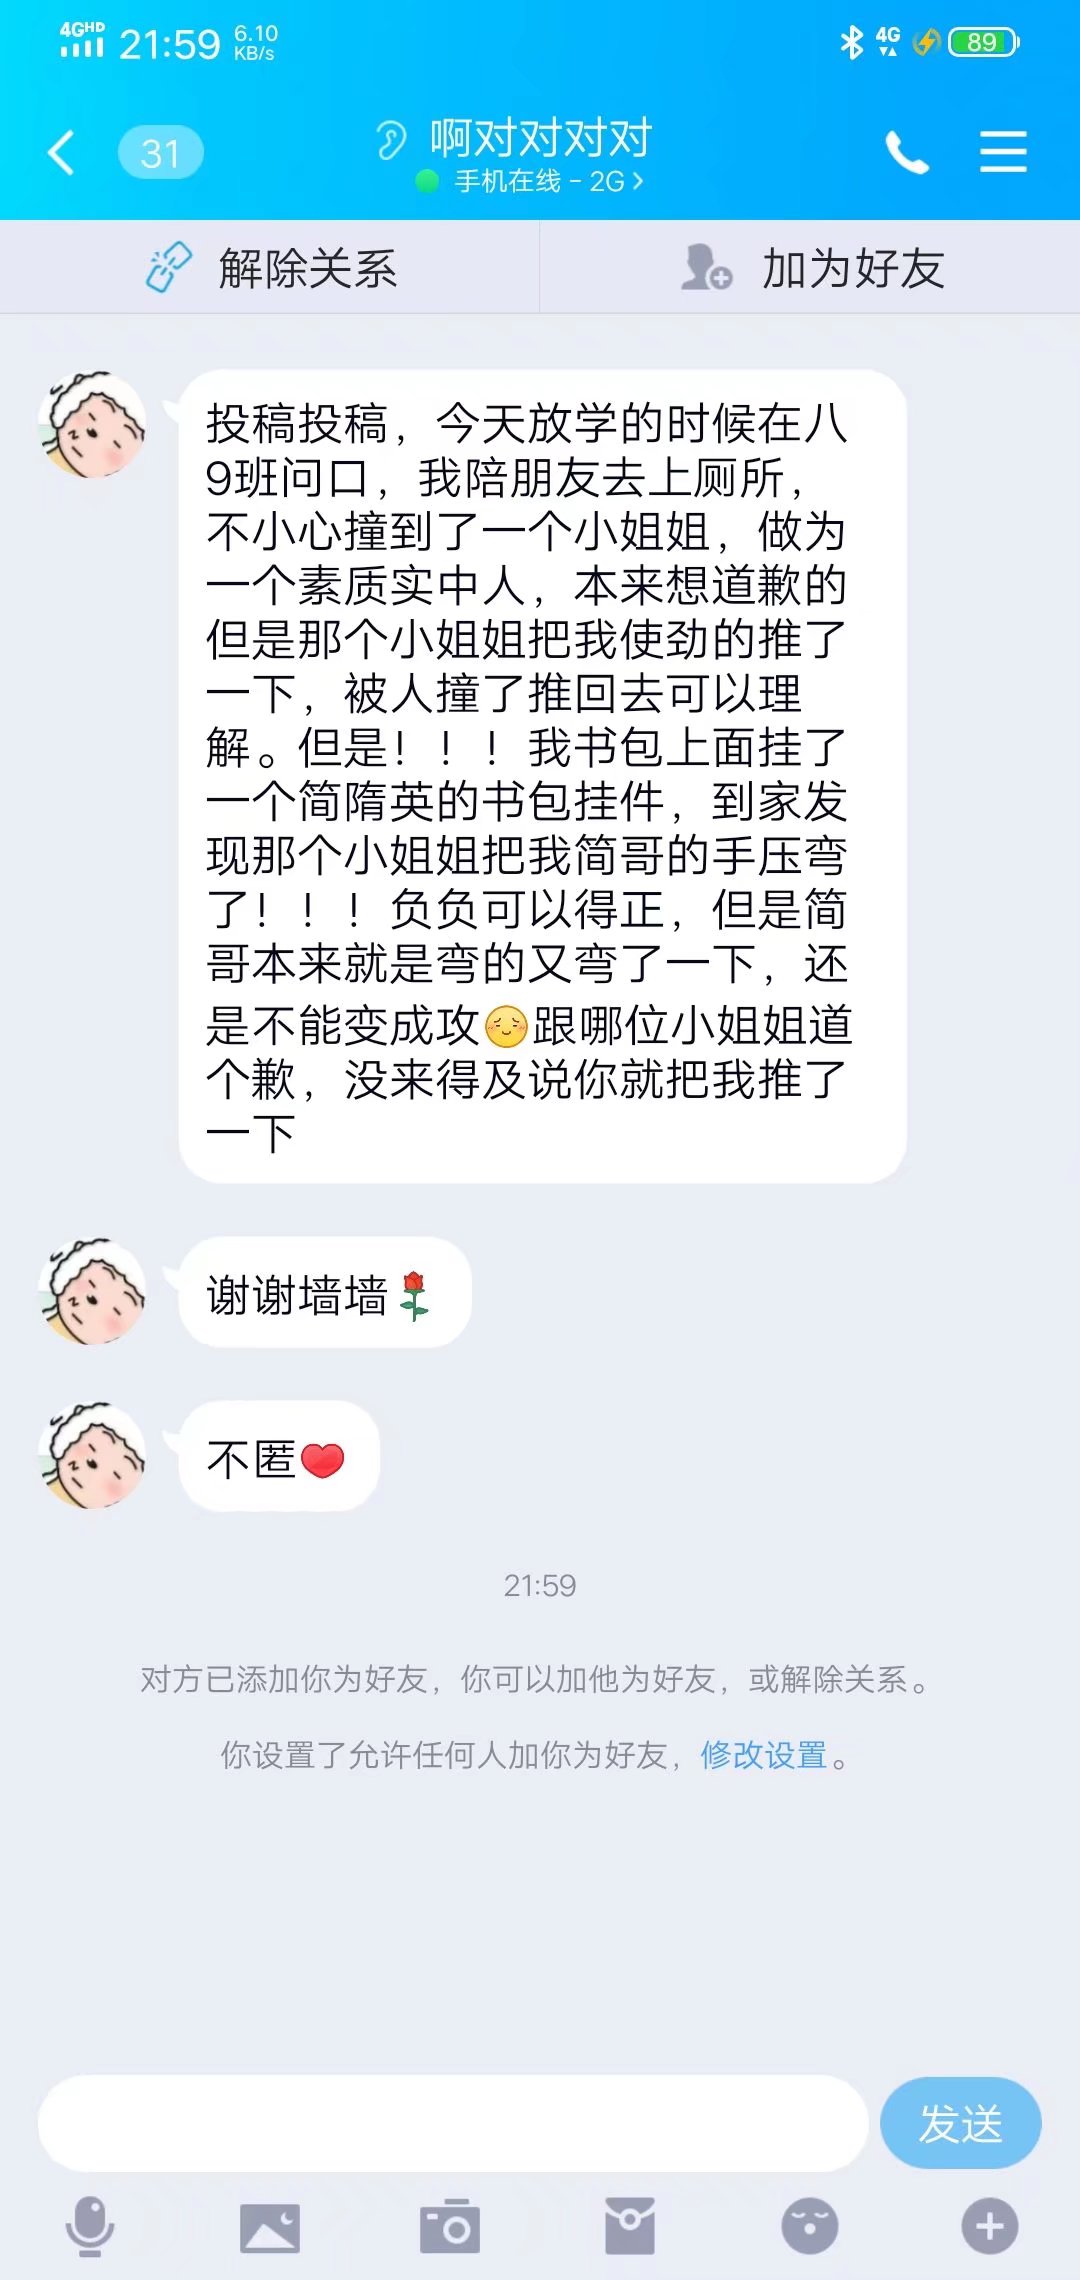 4GHD 21:59 6.10 KB/s 4G 89
31 啊对对对对
手机在线 - 2G
解除关系 加为好友
投稿投稿，今天放学的时候在八
9班问口，我陪朋友去上厕所，
不小心撞到了一个小姐姐，做为
一个素质实中人，本来想道歉的
但是那个小姐姐把我使劲的推了
一下，被人撞了推回去可以理
解。但是！！！我书包上面挂了
一个简隋英的书包挂件，到家发
现那个小姐姐把我简哥的手压弯
了！！！负负可以得正，但是简
哥本来就是弯的又弯了一下，还
是不能变成攻😌跟哪位小姐姐道
个歉，没来得及说你就把我推了
一下
谢谢墙墙🌹
不匿❤️
21:59
对方已添加你为好友，你可以加他为好友，或解除关系。
你设置了允许任何人加你为好友，修改设置。
发送